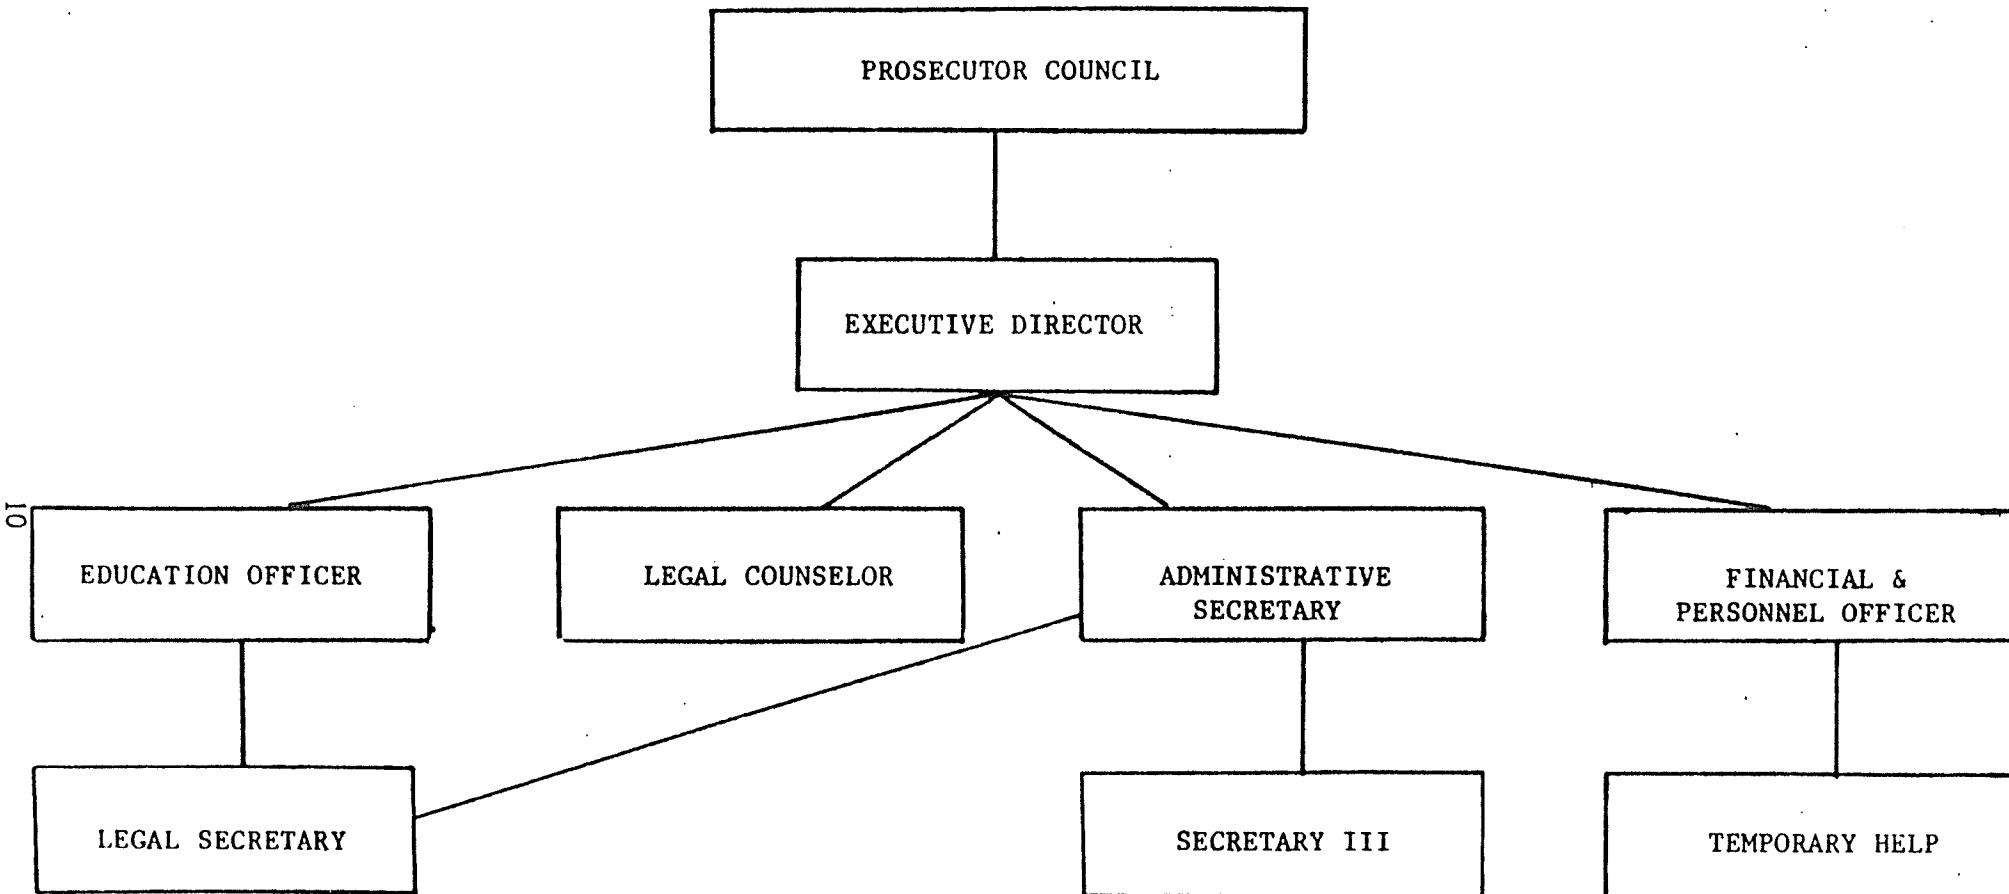 PROSECUTOR COUNCIL
EXECUTIVE DIRECTOR
EDUCATION OFFICER
LEGAL COUNSELOR
ADMINISTRATIVE
SECRETARY
FINANCIAL &
PERSONNEL OFFICER
LEGAL SECRETARY
SECRETARY III
TEMPORARY HELP
10